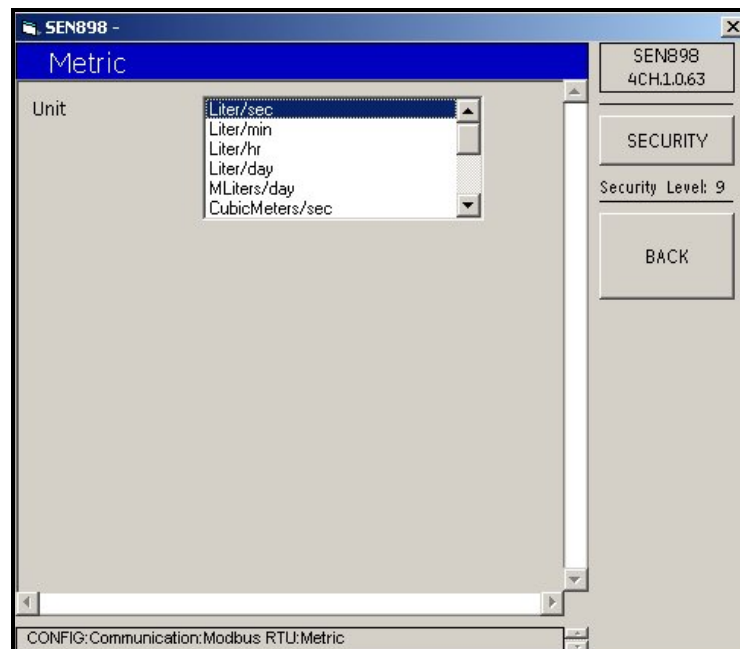 SEN898 -
Metric
Unit
Liter/sec
Liter/min
Liter/hr
Liter/day
MLiters/day
CubicMeters/sec
SEN898
4CH.1.0.63
SECURITY
Security Level: 9
BACK
CONFIG:Communication:Modbus RTU:Metric